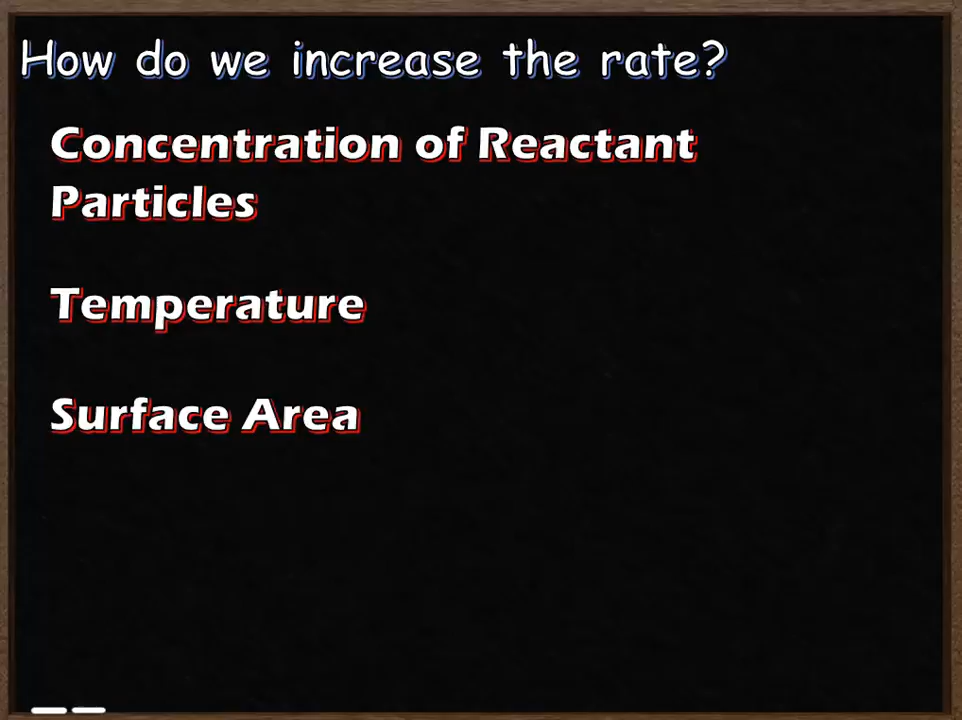 How do we increase the rate?
Concentration of Reactant
Particles
Temperature
Surface Area